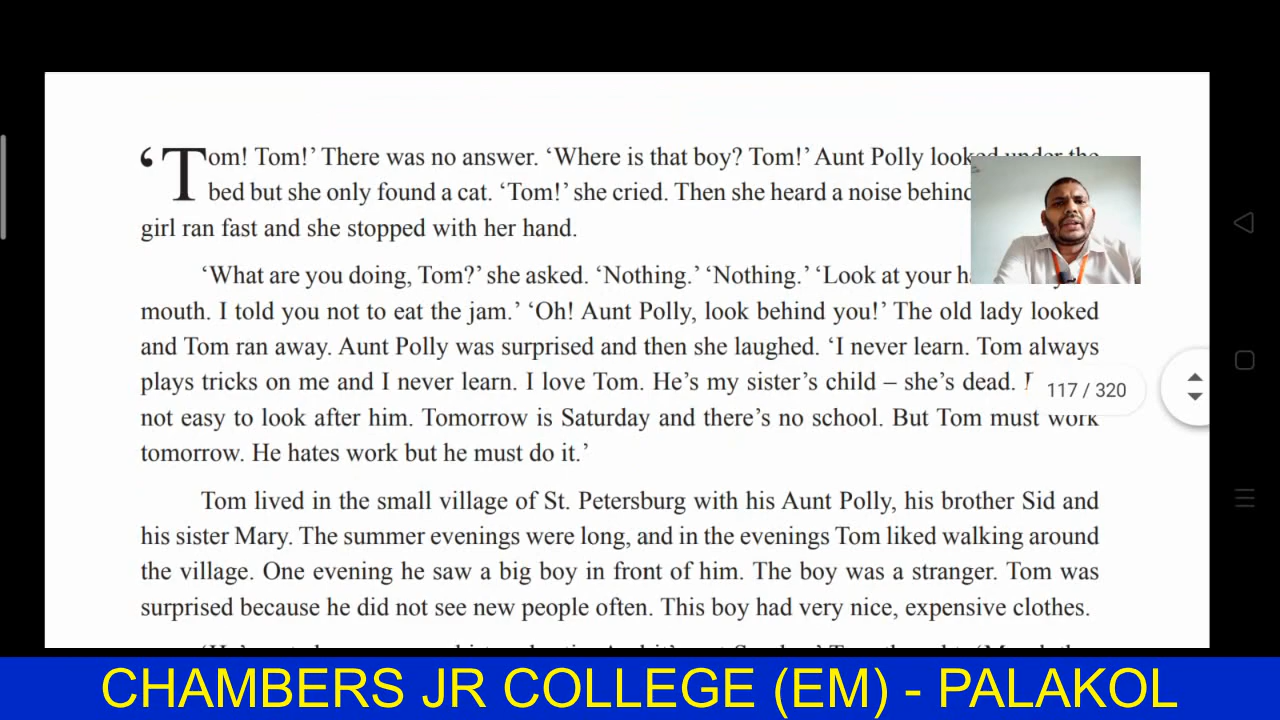 ‘Tom! Tom!’ There was no answer. ‘Where is that boy? Tom!’ Aunt Polly looked under the
bed but she only found a cat. ‘Tom!’ she cried. Then she heard a noise behind
girl ran fast and she stopped with her hand.
‘What are you doing, Tom?’ she asked. ‘Nothing.’ ‘Nothing.’ ‘Look at your
mouth. I told you not to eat the jam.’ ‘Oh! Aunt Polly, look behind you!’ The old lady looked
and Tom ran away. Aunt Polly was surprised and then she laughed. ‘I never learn. Tom always
plays tricks on me and I never learn. I love Tom. He’s my sister’s child – she’s dead.
117 / 320
not easy to look after him. Tomorrow is Saturday and there’s no school. But Tom must work
tomorrow. He hates work but he must do it.’
Tom lived in the small village of St. Petersburg with his Aunt Polly, his brother Sid and
his sister Mary. The summer evenings were long, and in the evenings Tom liked walking around
the village. One evening he saw a big boy in front of him. The boy was a stranger. Tom was
surprised because he did not see new people often. This boy had very nice, expensive clothes.
CHAMBERS JR COLLEGE (EM) - PALAKOL